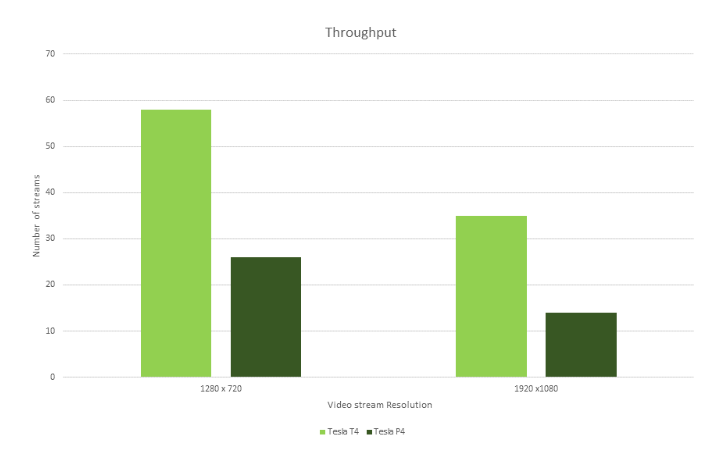 Throughput
70
60
50
40
30
20
10
0
Number of streams
1280 x 720
1920 x1080
Video stream Resolution
Tesla T4 Tesla P4